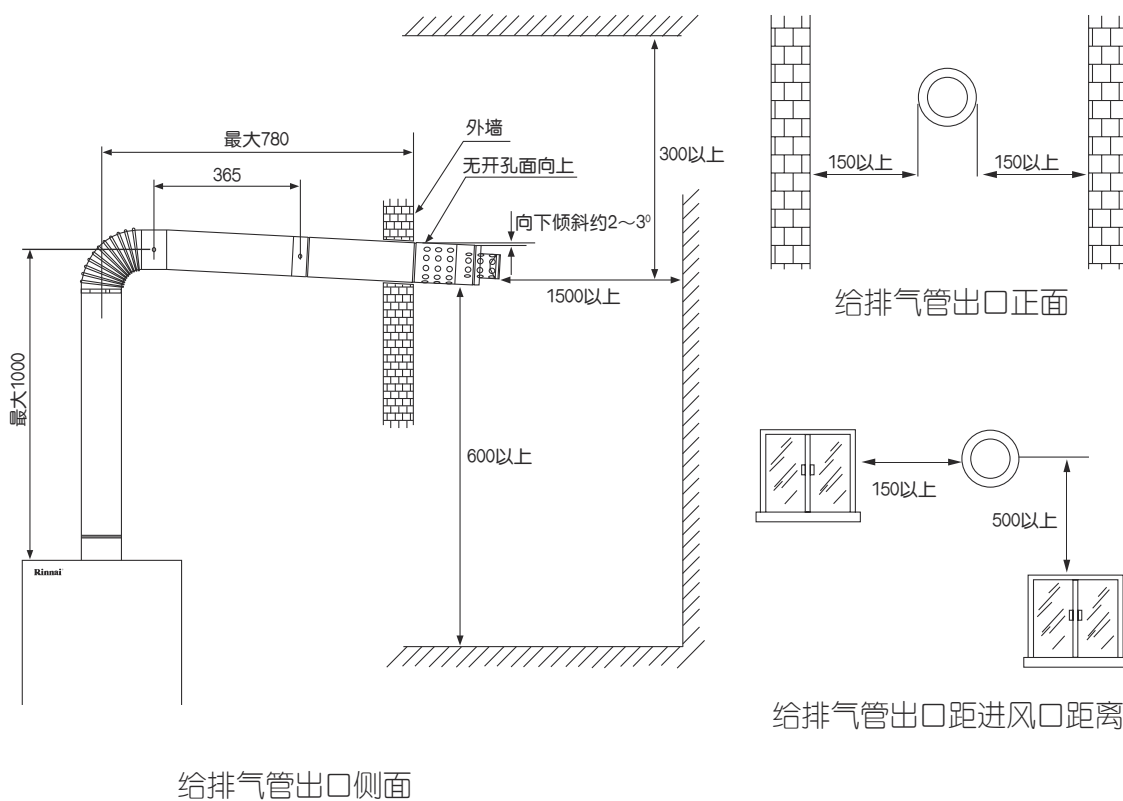 最大780
365
外墙
无开孔面向上
向下倾斜约2～3⁰
300以上
1500以上
最大1000
600以上
Rinnai
给排气管出口侧面
150以上
150以上
给排气管出口正面
150以上
500以上
给排气管出口距进风口距离